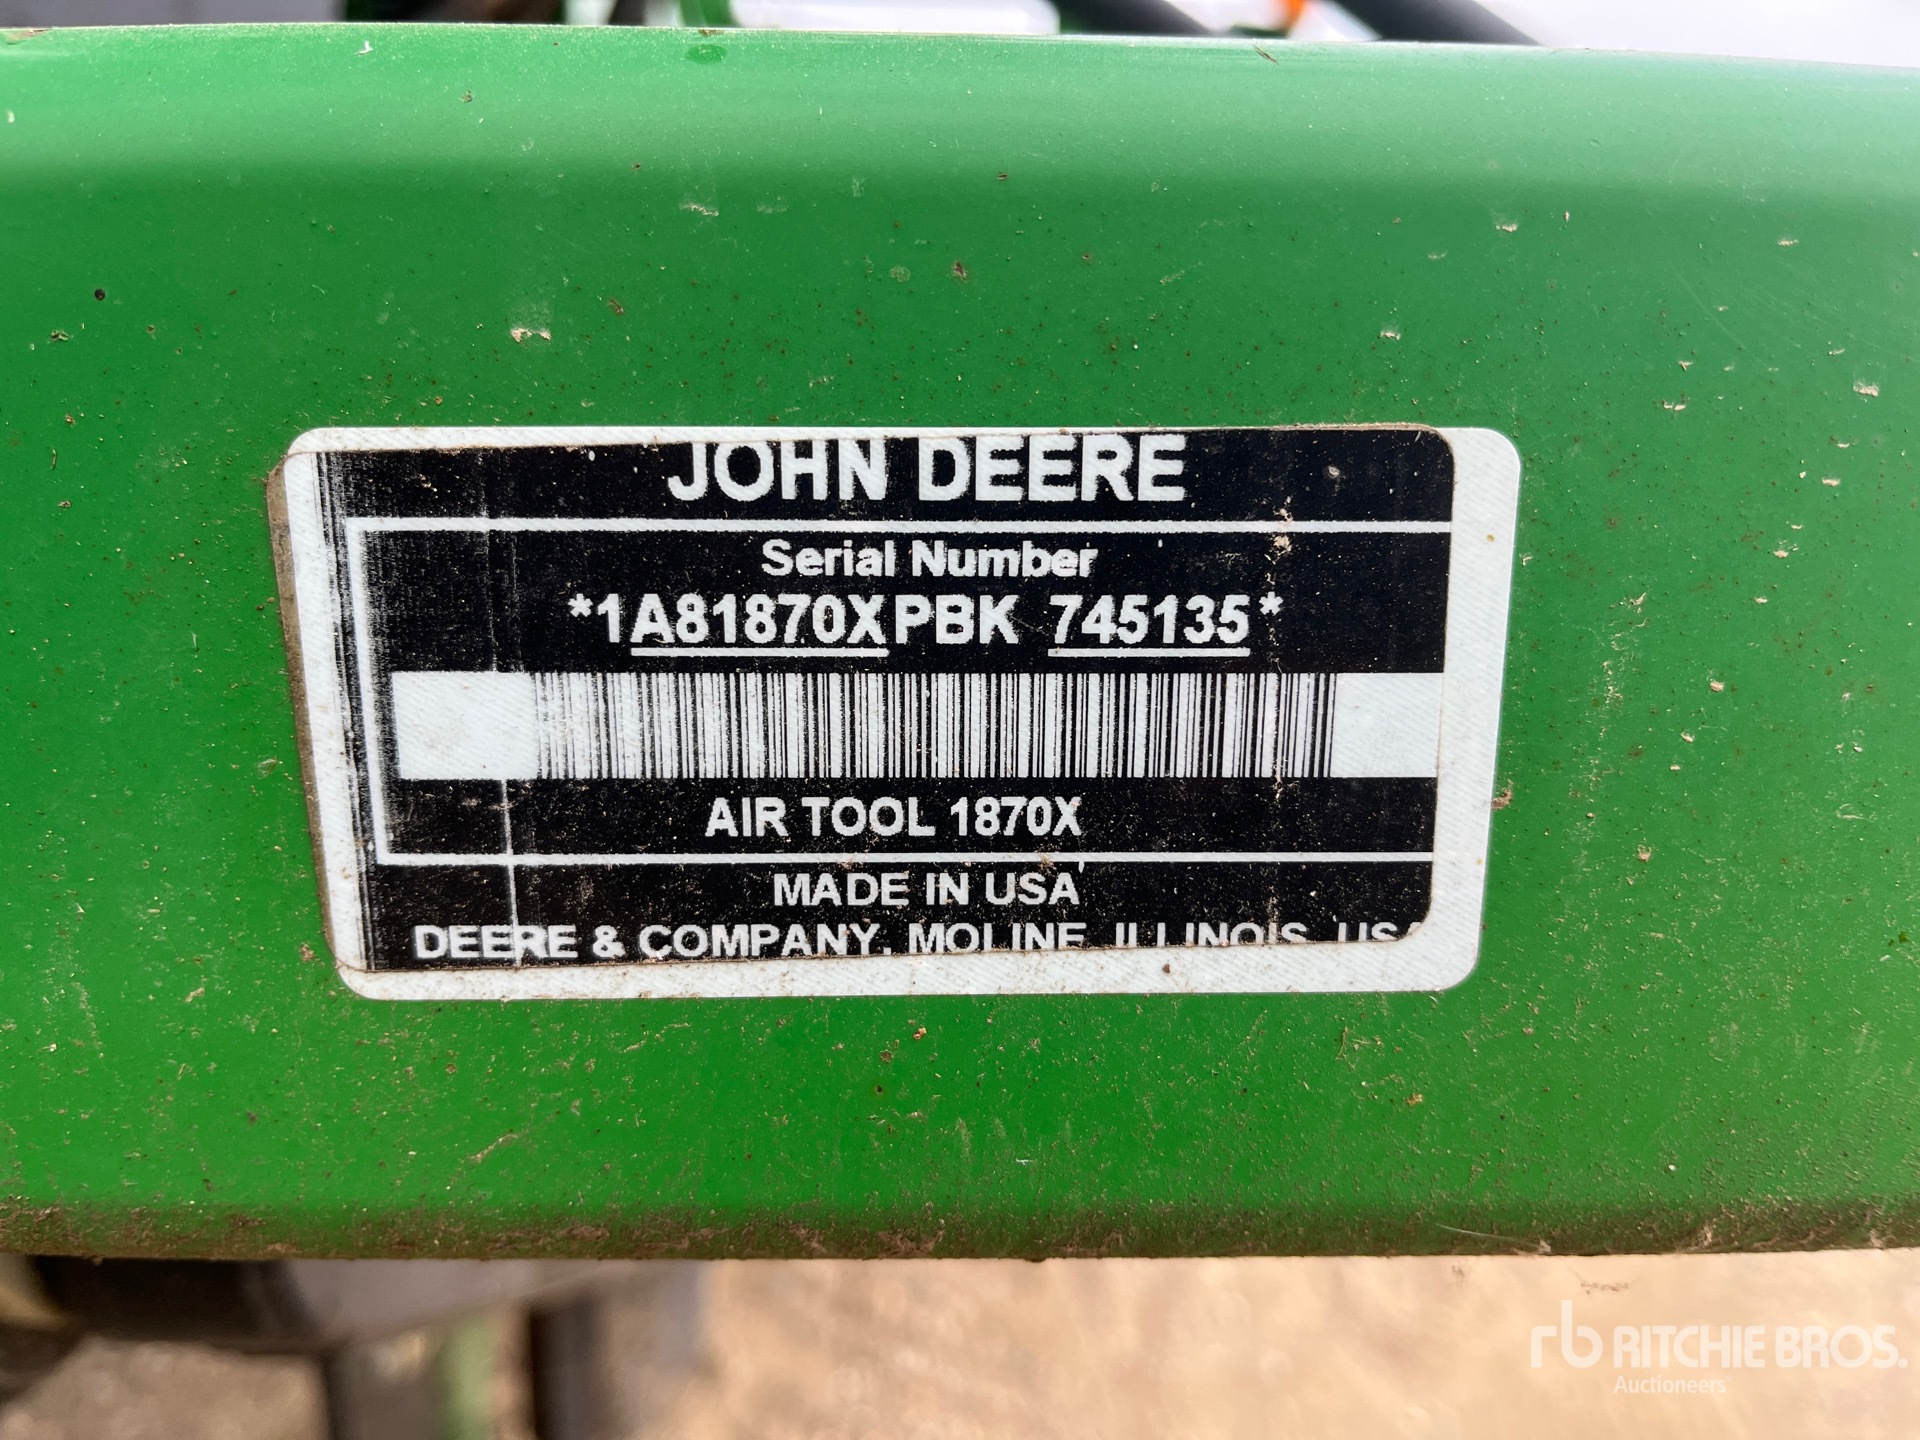 JOHN DEERE
Serial Number
*1A81870XPBK 745135*
AIR TOOL 1870X
MADE IN USA
DEERE & COMPANY, MOLINE, ILLINOIS, USA
rb RITCHIE BROS.
Auctioneers